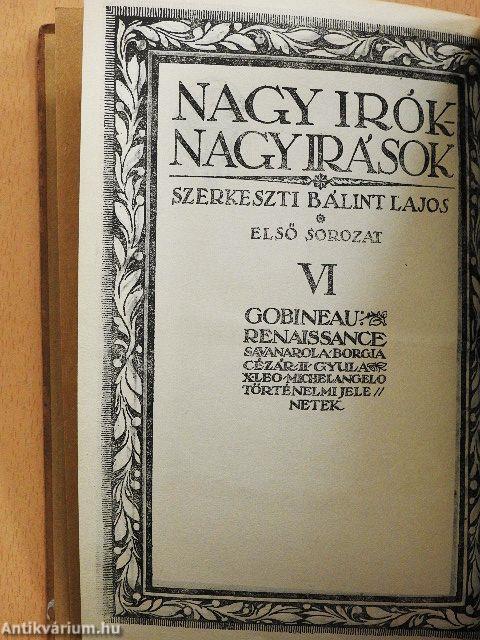 NAGY IRÓK-
NAGY IRÁSOK
SZERKESZTI BÁLINT LAJOS
ELSŐ SOROZAT
VI
GOBINEAU:
RENAISSANCE
SAVANAROLA·BORGIA
CÉZÁR·II·GYULA
X·LEO·MICHELANGELO
TÖRTÉNELMI JELE//
NETEK
Antikvárium.hu